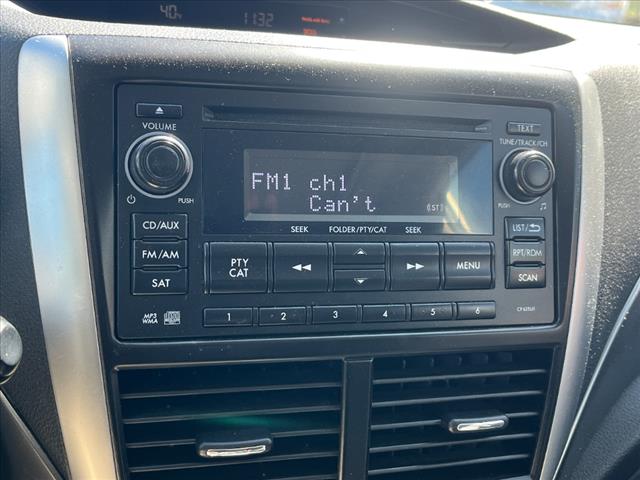 40
1132
VOLUME
PUSH
TEXT
TUNE/TRACK/CH
PUSH
FM1 ch1
Can't
(ST)
CD/AUX
FM/AM
SAT
SEEK FOLDER/PTY/CAT SEEK
PTY
CAT
MENU
LIST/
RPT/RDM
SCAN
MP3
WMA
1 2 3 4 5 6